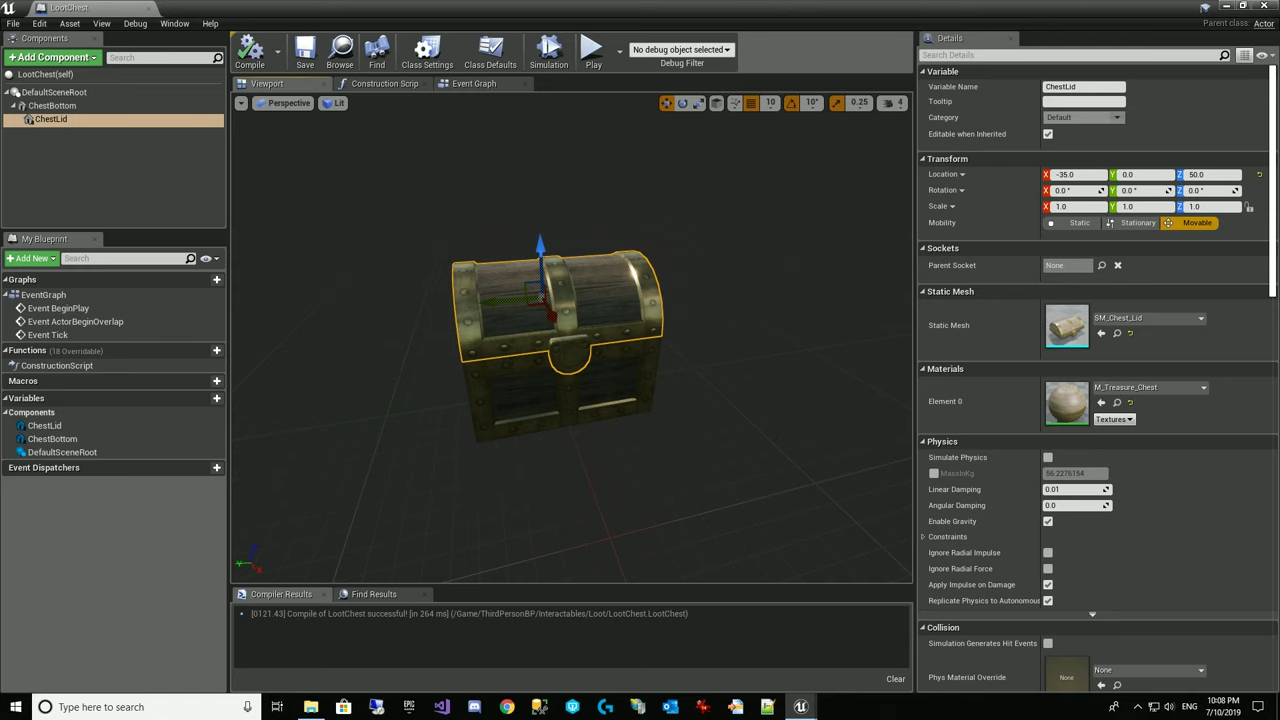 LootChest
File Edit Asset View Debug Window Help
Parent class: Actor
Components
Add Component
Search
LootChest(self)
DefaultSceneRoot
ChestBottom
ChestLid
My Blueprint
Add New
Search
Graphs
EventGraph
Event BeginPlay
Event ActorBeginOverlap
Event Tick
Functions (18 Overridable)
ConstructionScript
Macros
Variables
Components
ChestLid
ChestBottom
DefaultSceneRoot
Event Dispatchers
Compile
Save
Browse
Find
Class Settings
Class Defaults
Simulation
Play
No debug object selected
Debug Filter
Viewport
Construction Scrip
Event Graph
Perspective
Lit
10
10°
0.25
4
Compiler Results
Find Results
[0121.43] Compile of LootChest successful! [in 264 ms] (/Game/ThirdPersonBP/Interactables/Loot/LootChest.LootChest)
Clear
Details
Search Details
Variable
Variable Name ChestLid
Tooltip
Category Default
Editable when Inherited
Transform
Location X -35.0 Y 0.0 Z 50.0
Rotation X 0.0 ° Y 0.0 ° Z 0.0 °
Scale X 1.0 Y 1.0 Z 1.0
Mobility Static Stationary Movable
Sockets
Parent Socket None
Static Mesh
Static Mesh SM_Chest_Lid
Materials
Element 0 M_Treasure_Chest
Textures
Physics
Simulate Physics
MassInKg 56.2276154
Linear Damping 0.01
Angular Damping 0.0
Enable Gravity
Constraints
Ignore Radial Impulse
Ignore Radial Force
Apply Impulse on Damage
Replicate Physics to Autonomous
Collision
Simulation Generates Hit Events
Phys Material Override None None
Type here to search
ENG
10:08 PM
7/10/2019